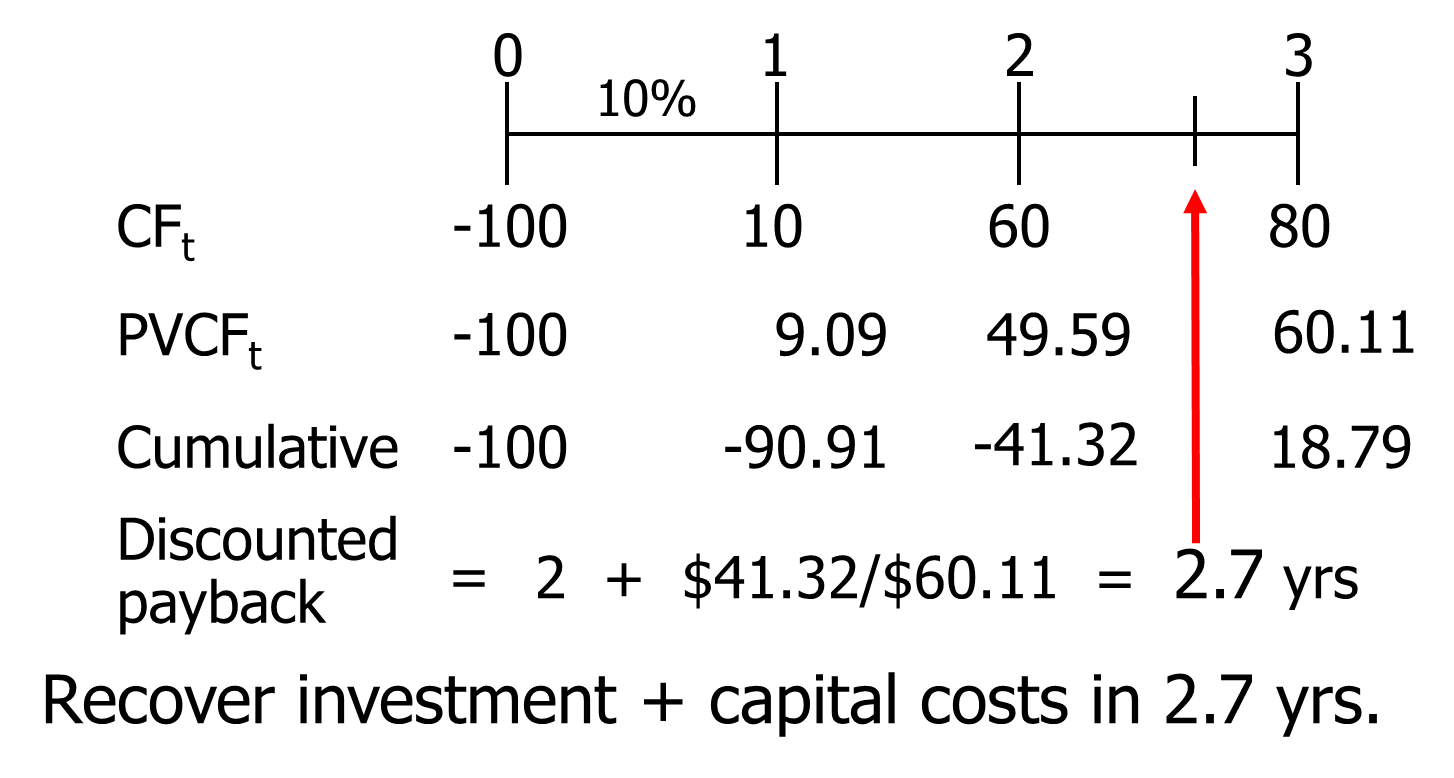 0 1 2 3
10%
CFt -100 10 60 80
PVCFt -100 9.09 49.59 60.11
Cumulative -100 -90.91 -41.32 18.79
Discounted
payback = 2 + $41.32/$60.11 = 2.7 yrs
Recover investment + capital costs in 2.7 yrs.